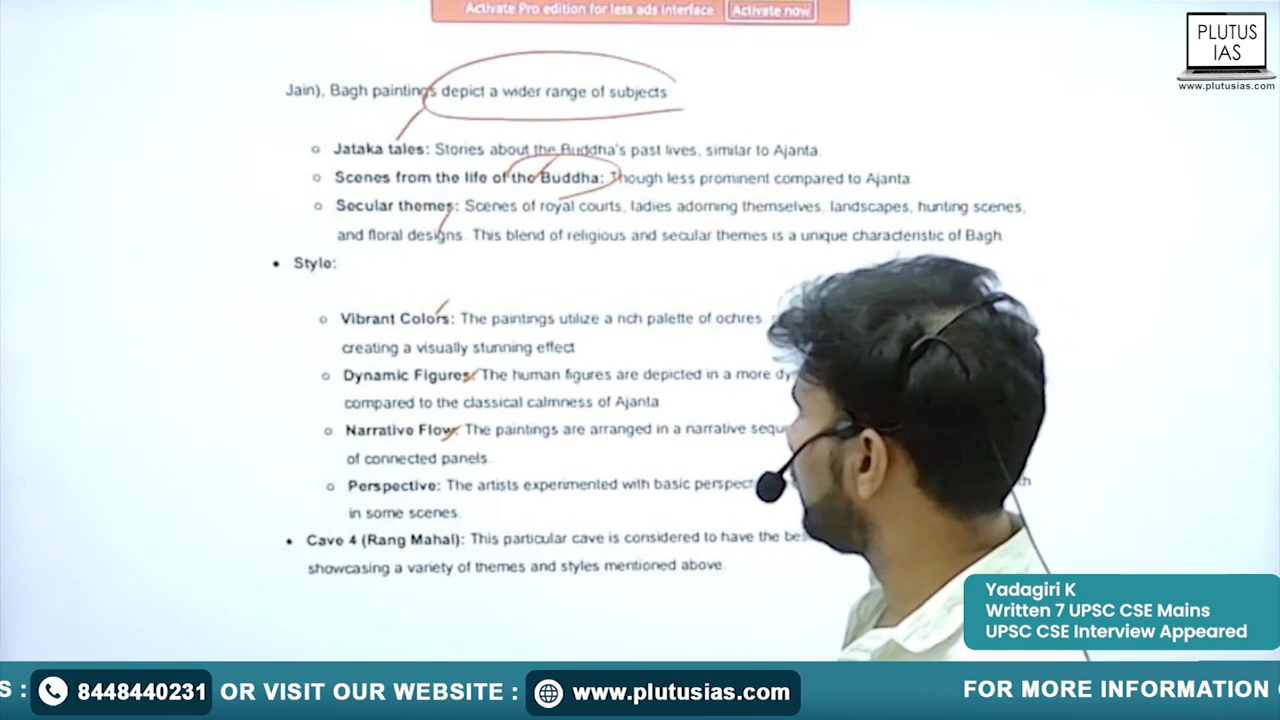 Activate Pro edition for less ads interface Activate now
PLUTUS
IAS
www.plutusias.com
Jain), Bagh paintings depict a wider range of subjects
Jataka tales: Stories about the Buddha's past lives, similar to Ajanta.
Scenes from the life of the Buddha: Though less prominent compared to Ajanta.
Secular themes: Scenes of royal courts, ladies adorning themselves, landscapes, hunting scenes,
and floral designs. This blend of religious and secular themes is a unique characteristic of Bagh
Style:
Vibrant Colors: The paintings utilize a rich palette of ochres,
creating a visually stunning effect
Dynamic Figures: The human figures are depicted in a more
compared to the classical calmness of Ajanta
Narrative Flow: The paintings are arranged in a narrative
of connected panels.
Perspective: The artists experimented with basic
in some scenes.
Cave 4 (Rang Mahal): This particular cave is considered to have the
showcasing a variety of themes and styles mentioned above.
Yadagiri K
Written 7 UPSC CSE Mains
UPSC CSE Interview Appeared
S : 8448440231 OR VISIT OUR WEBSITE : www.plutusias.com FOR MORE INFORMATION